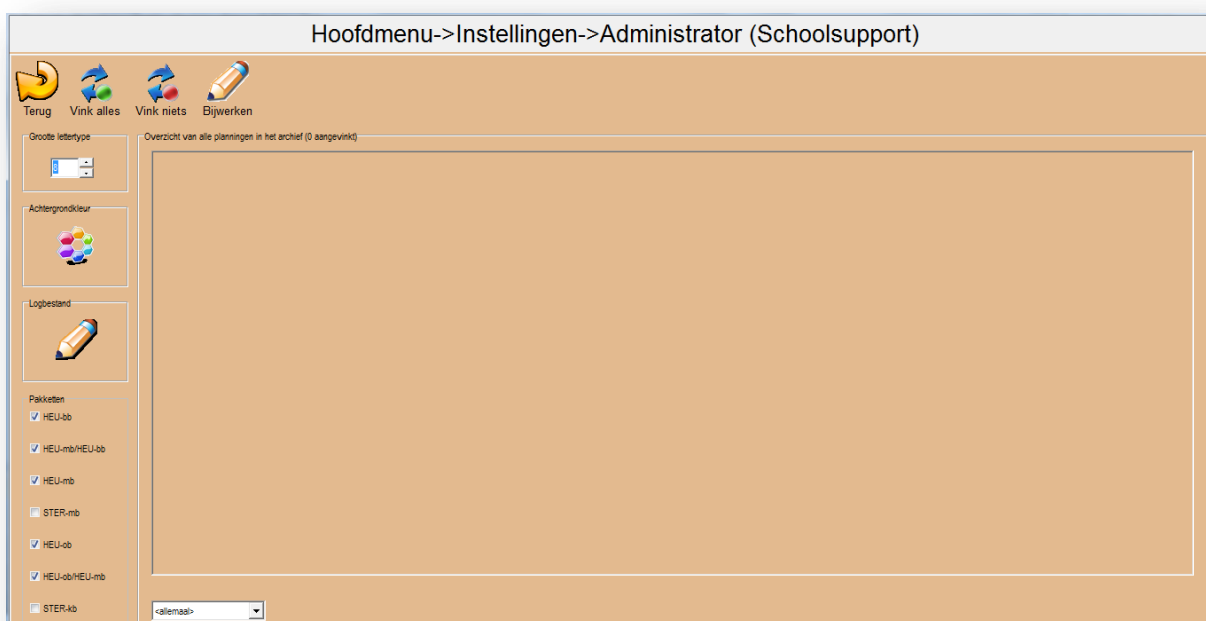 Hoofdmenu->Instellingen->Administrator (Schoolsupport)
Terug Vink alles Vink niets Bijwerken
Grootte lettertype
Overzicht van alle planningen in het archief (0 aangevinkt)
Achtergrondkleur
Logbestand
Pakketten
HEU-bb
HEU-mb/HEU-bb
HEU-mb
STER-mb
HEU-ob
HEU-ob/HEU-mb
STER-kb
<allemaal>